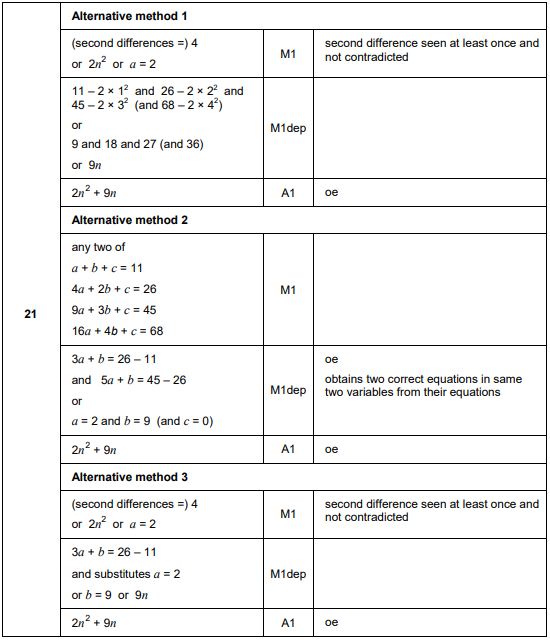 Alternative method 1
(second differences =) 4
or 2n² or a = 2
M1
second difference seen at least once and
not contradicted
11 – 2 × 1² and 26 – 2 × 2² and
45 – 2 × 3² (and 68 – 2 × 4²)
or
9 and 18 and 27 (and 36)
or 9n
M1dep
2n² + 9n
A1
oe
Alternative method 2
21
any two of
a + b + c = 11
4a + 2b + c = 26
9a + 3b + c = 45
16a + 4b + c = 68
M1
3a + b = 26 – 11
and 5a + b = 45 – 26
or
a = 2 and b = 9 (and c = 0)
M1dep
oe
obtains two correct equations in same
two variables from their equations
2n² + 9n
A1
oe
Alternative method 3
(second differences =) 4
or 2n² or a = 2
M1
second difference seen at least once and
not contradicted
3a + b = 26 – 11
and substitutes a = 2
or b = 9 or 9n
M1dep
2n² + 9n
A1
oe